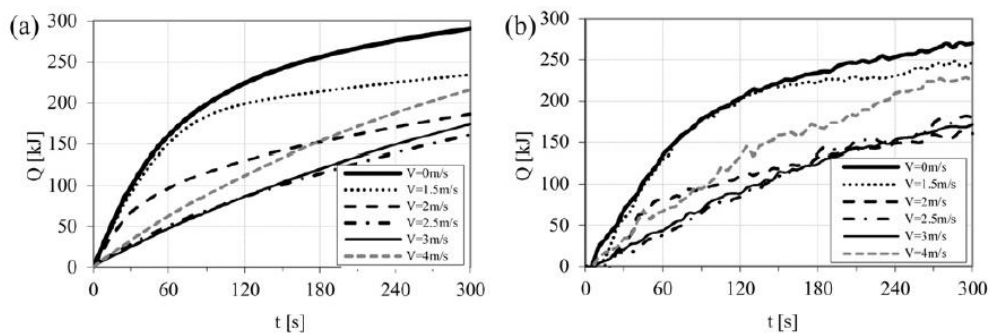 (a)
Q [kJ]
300
250
200
150
100
50
0
V=0m/s
V=1.5m/s
V=2m/s
V=2.5m/s
V=3m/s
V=4m/s
0 60 120 180 240 300
t [s]
(b)
Q [kJ]
300
250
200
150
100
50
0
V=0m/s
V=1.5m/s
V=2m/s
V=2.5m/s
V=3m/s
V=4m/s
0 60 120 180 240 300
t [s]